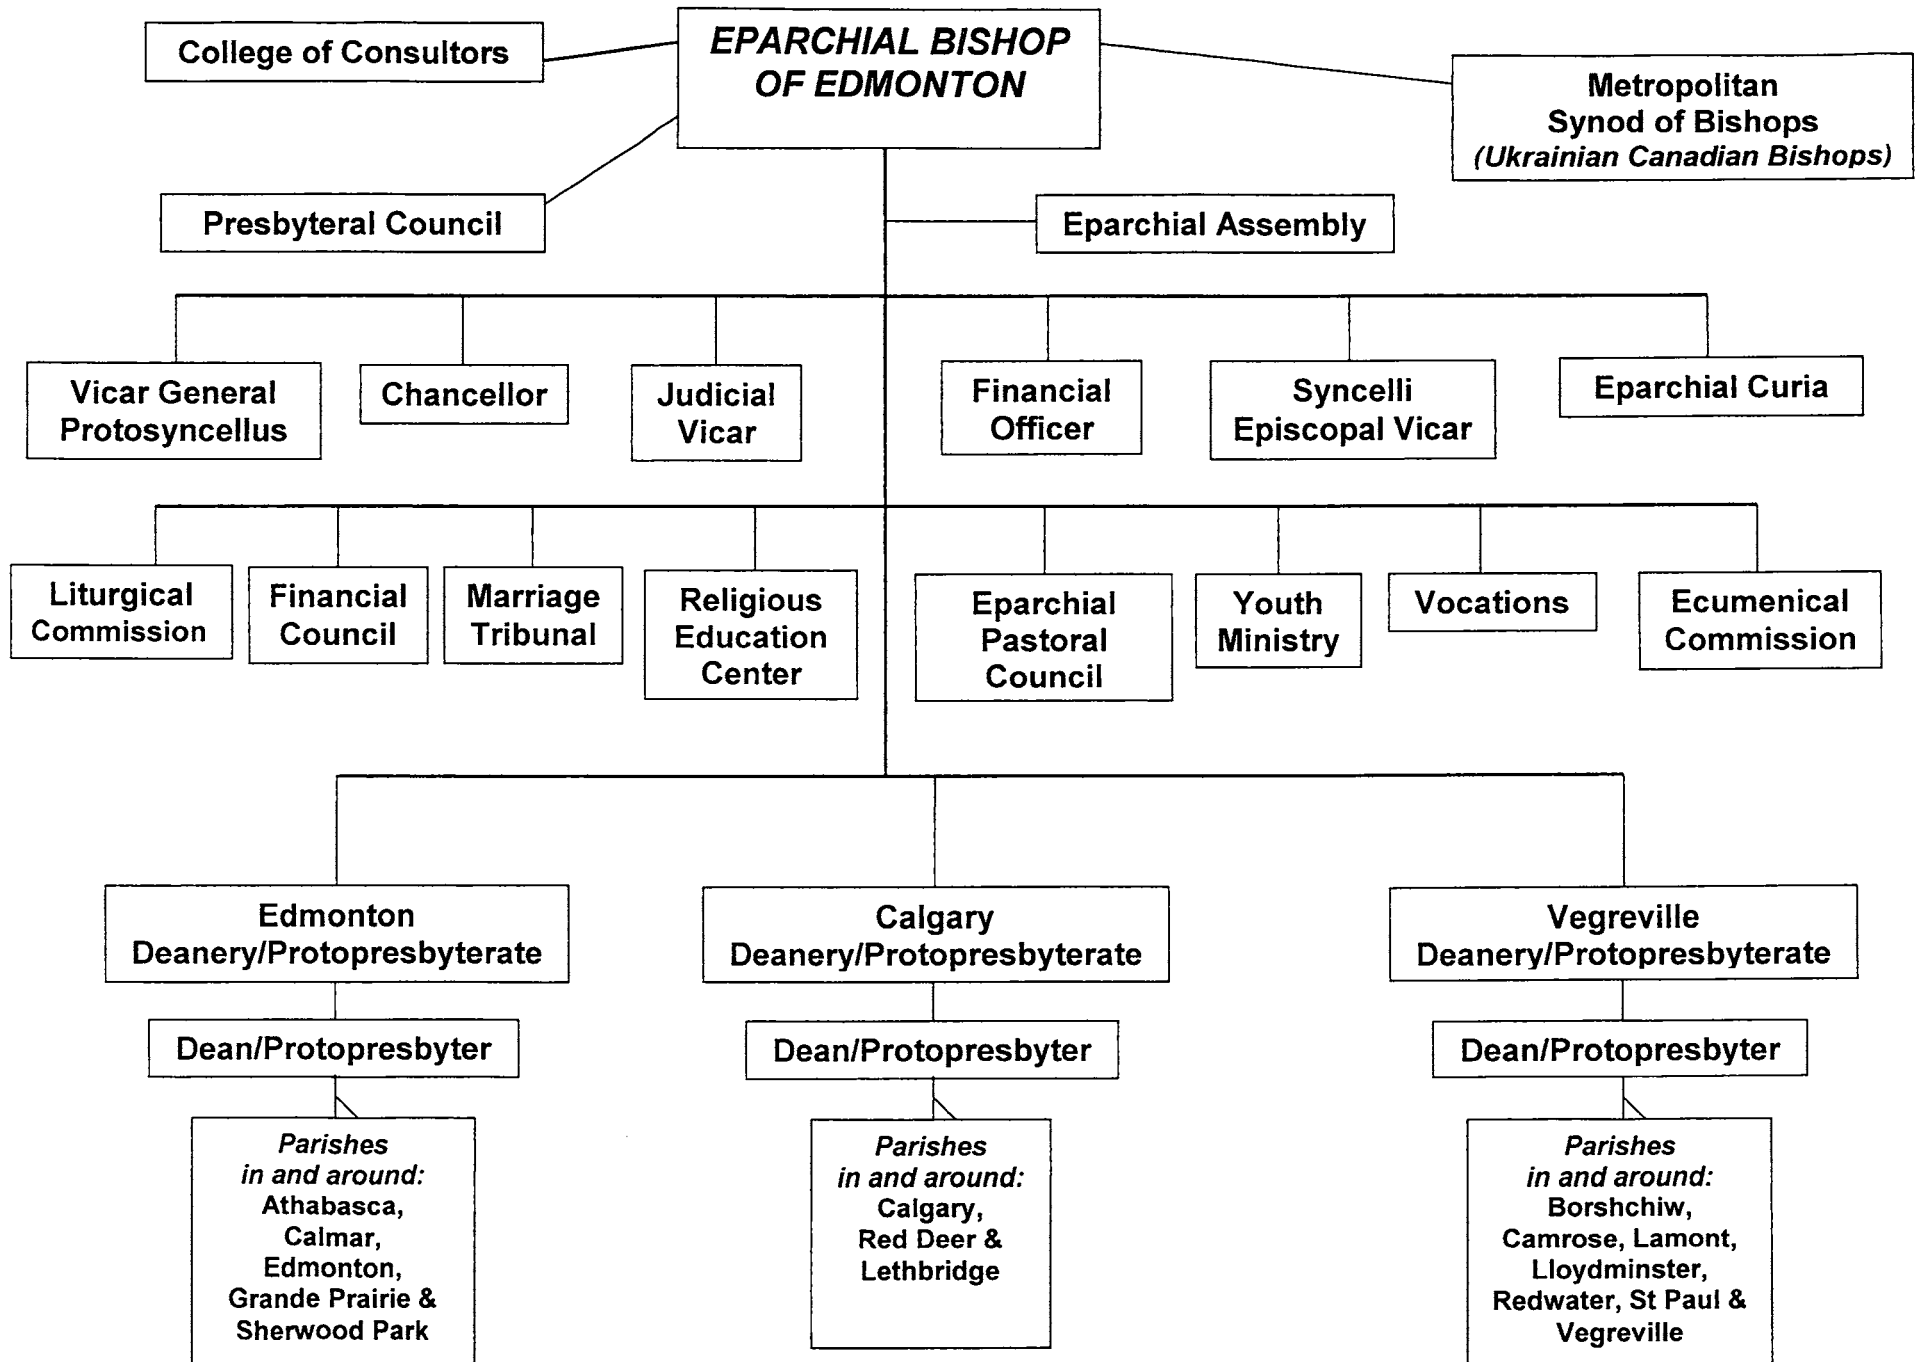 College of Consultors
EPARCHIAL BISHOP
OF EDMONTON
Metropolitan
Synod of Bishops
(Ukrainian Canadian Bishops)
Presbyteral Council
Eparchial Assembly
Vicar General
Protosyncellus
Chancellor
Judicial
Vicar
Financial
Officer
Syncelli
Episcopal Vicar
Eparchial Curia
Liturgical
Commission
Financial
Council
Marriage
Tribunal
Religious
Education
Center
Eparchial
Pastoral
Council
Youth
Ministry
Vocations
Ecumenical
Commission
Edmonton
Deanery/Protopresbyterate
Calgary
Deanery/Protopresbyterate
Vegreville
Deanery/Protopresbyterate
Dean/Protopresbyter
Dean/Protopresbyter
Dean/Protopresbyter
Parishes
in and around:
Athabasca,
Calmar,
Edmonton,
Grande Prairie &
Sherwood Park
Parishes
in and around:
Calgary,
Red Deer &
Lethbridge
Parishes
in and around:
Borshchiw,
Camrose, Lamont,
Lloydminster,
Redwater, St Paul &
Vegreville